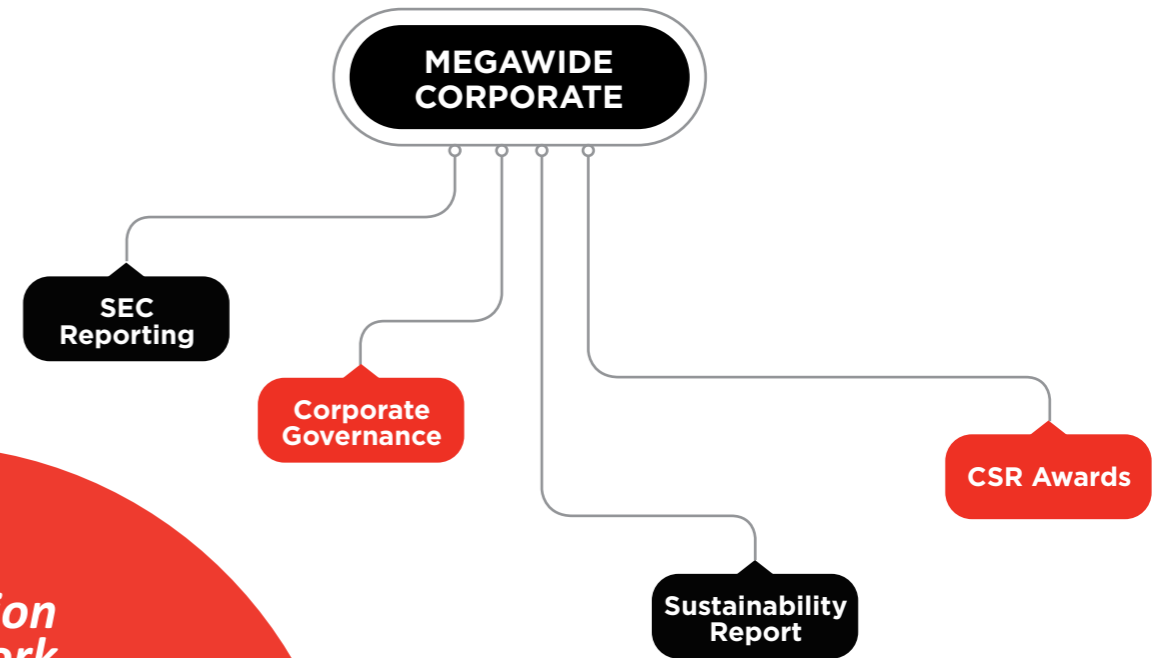 MEGAWIDE
CORPORATE
SEC
Reporting
Corporate
Governance
CSR Awards
Sustainability
Report